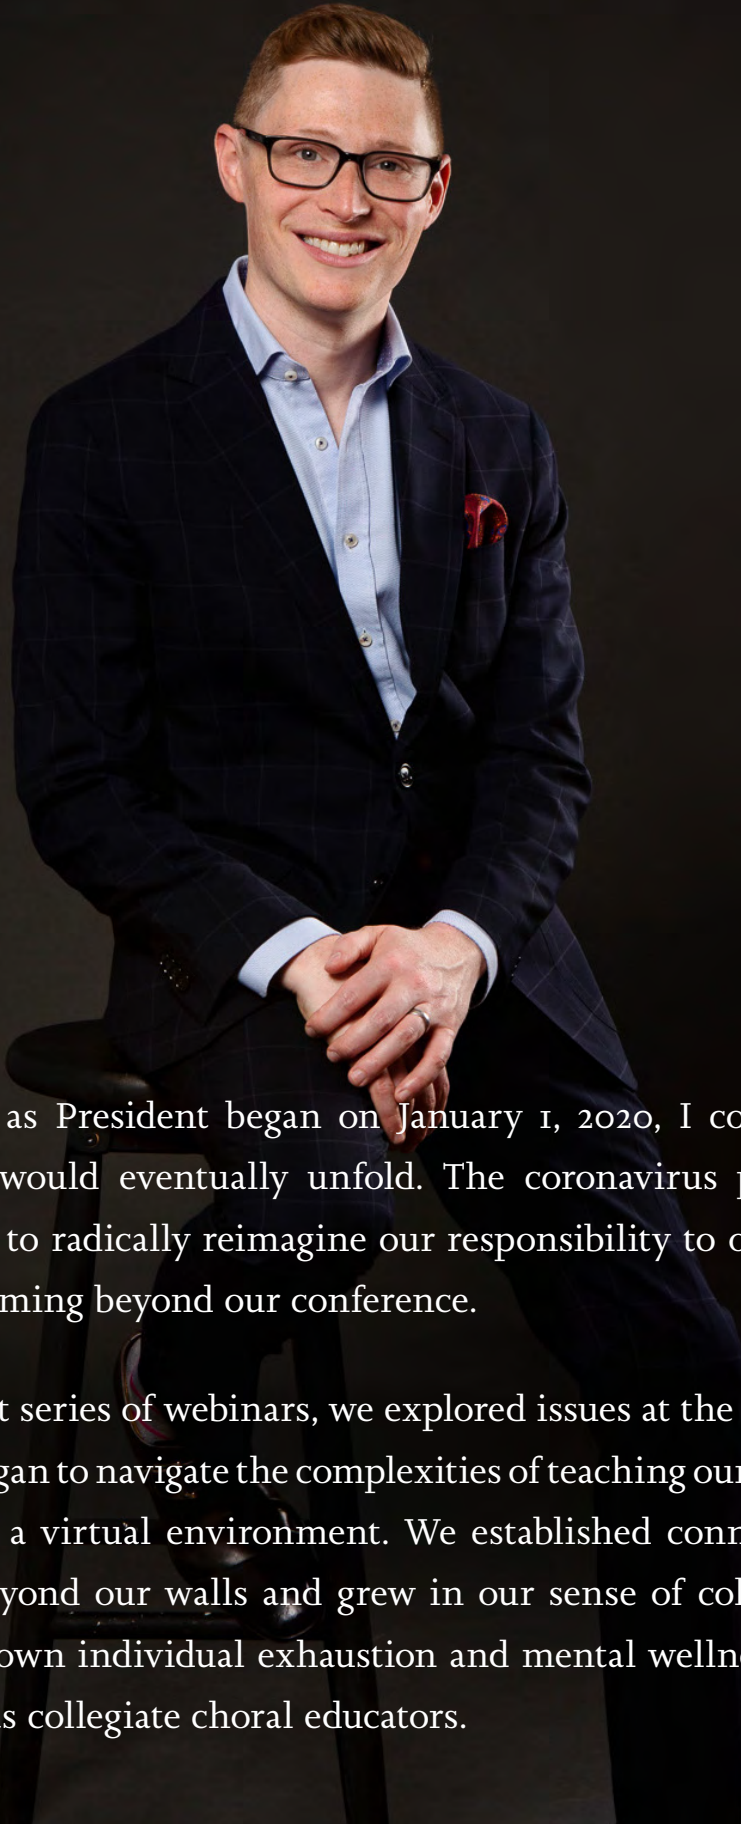 as President began on January 1, 2020, I co
would eventually unfold. The coronavirus
to radically reimagine our responsibility to
ming beyond our conference.
t series of webinars, we explored issues at the
gan to navigate the complexities of teaching our
a virtual environment. We established conn
yond our walls and grew in our sense of col
own individual exhaustion and mental welln
s collegiate choral educators.